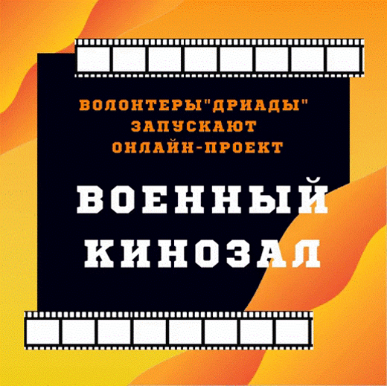 ВОЛОНТЕРЫ"ДРИАДЫ"
ЗАПУСКАЮТ
ОНЛАЙН-ПРОЕКТ
ВОЕННЫЙ
КИНОЗАЛ